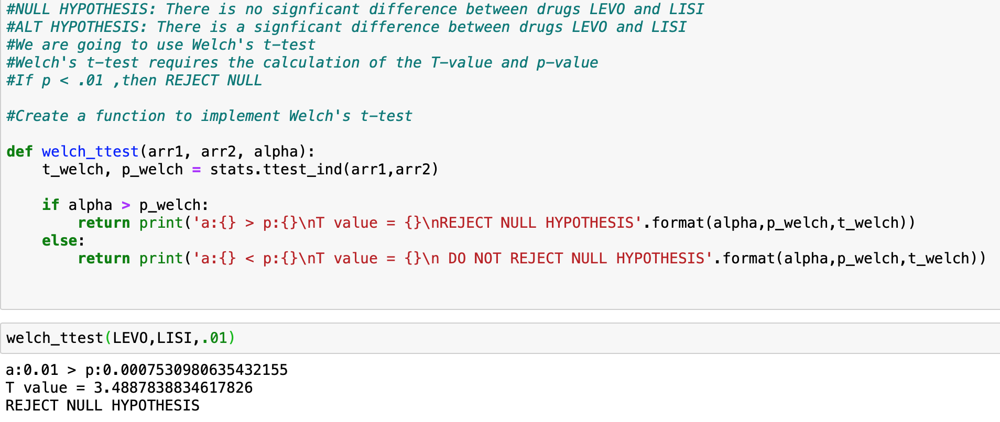 #NULL HYPOTHESIS: There is no signficant difference between drugs LEVO and LISI
#ALT HYPOTHESIS: There is a signficant difference between drugs LEVO and LISI
#We are going to use Welch's t-test
#Welch's t-test requires the calculation of the T-value and p-value
#If p < .01 ,then REJECT NULL
#Create a function to implement Welch's t-test
def welch_ttest(arr1, arr2, alpha):
    t_welch, p_welch = stats.ttest_ind(arr1,arr2)
    if alpha > p_welch:
        return print('a:{} > p:{}\nT value = {}\nREJECT NULL HYPOTHESIS'.format(alpha,p_welch,t_welch))
    else:
        return print('a:{} < p:{}\nT value = {}\n DO NOT REJECT NULL HYPOTHESIS'.format(alpha,p_welch,t_welch))
welch_ttest(LEVO,LISI,.01)
a:0.01 > p:0.0007530980635432155
T value = 3.4887838834617826
REJECT NULL HYPOTHESIS